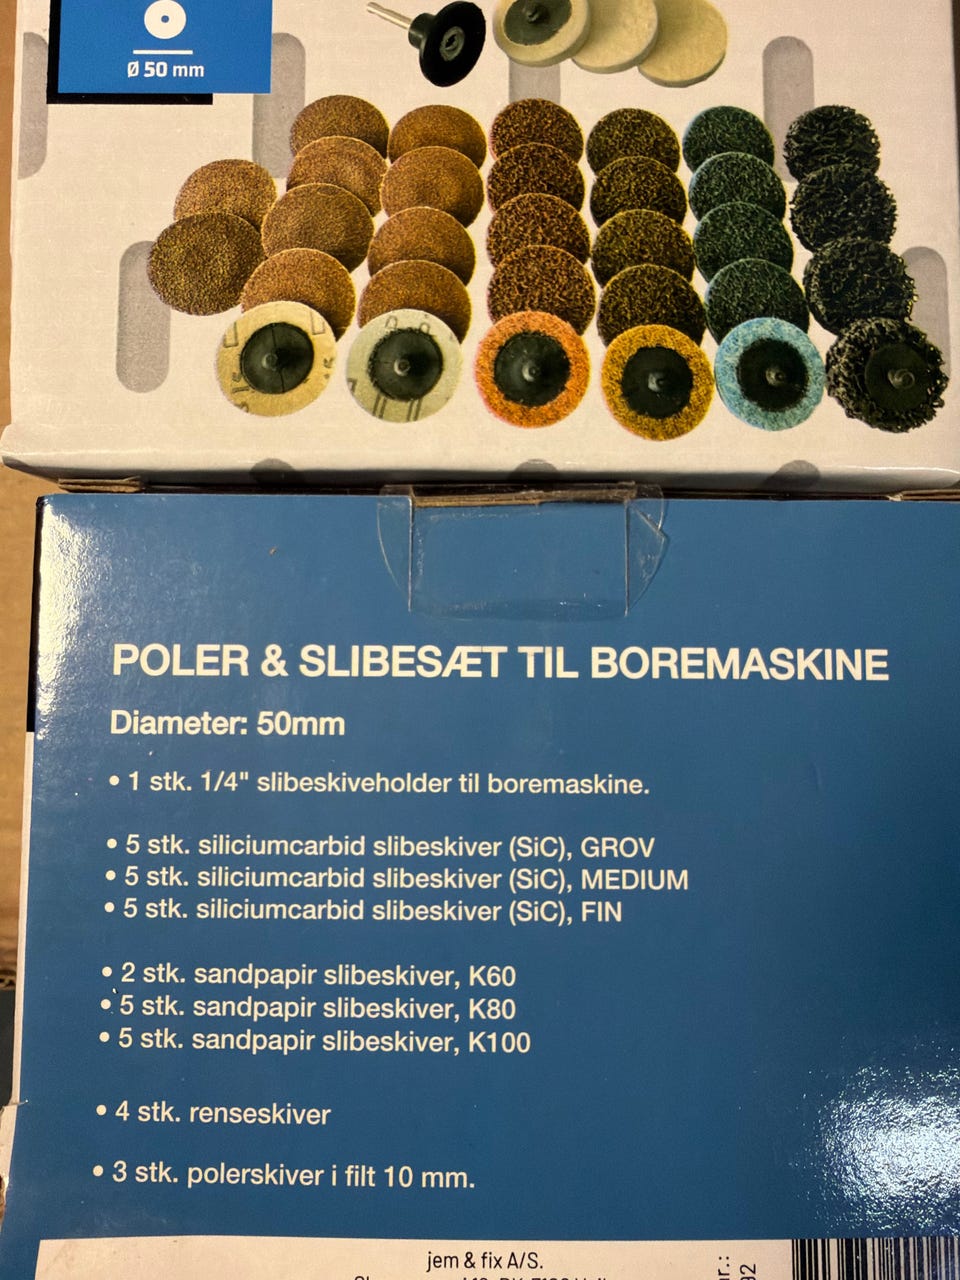 Ø 50 mm
POLER & SLIBESÆT TIL BOREMASKINE
Diameter: 50mm
• 1 stk. 1/4" slibeskiveholder til boremaskine.
• 5 stk. siliciumcarbid slibeskiver (SiC), GROV
• 5 stk. siliciumcarbid slibeskiver (SiC), MEDIUM
• 5 stk. siliciumcarbid slibeskiver (SiC), FIN
• 2 stk. sandpapir slibeskiver, K60
• 5 stk. sandpapir slibeskiver, K80
• 5 stk. sandpapir slibeskiver, K100
• 4 stk. renseskiver
• 3 stk. polerskiver i filt 10 mm.
jem & fix A/S.